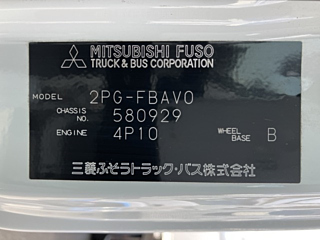 MITSUBISHI FUSO
TRUCK & BUS CORPORATION
MODEL 2PG-FBAV0
CHASSIS NO. 580929
ENGINE 4P10 WHEEL BASE B
三菱ふそうトラック・バス株式会社